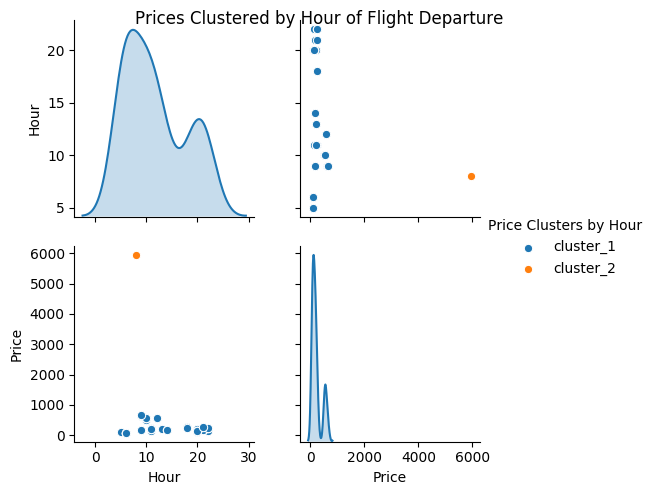 Prices Clustered by Hour of Flight Departure
20
15
10
5
Hour
Price Clusters by Hour
cluster_1
cluster_2
6000
5000
4000
3000
2000
1000
0
Price
0 10 20 30
Hour
0 2000 4000 6000
Price